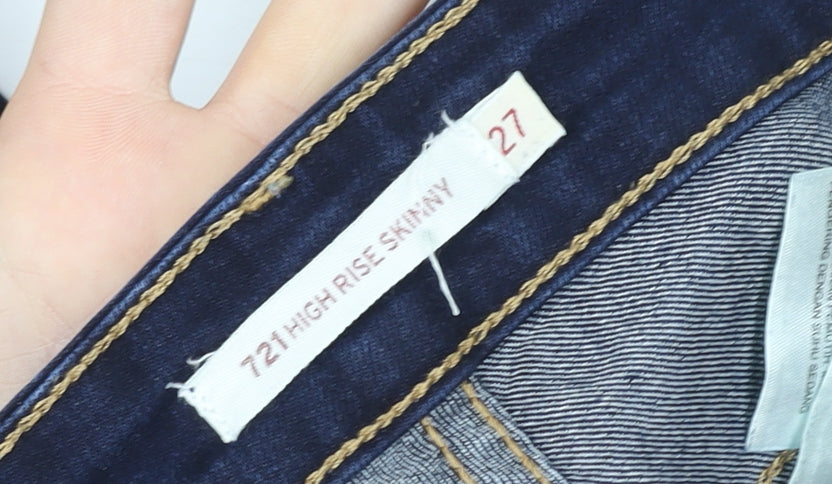 721 HIGH RISE SKINNY
27
DENGAN SUHU SEDANG